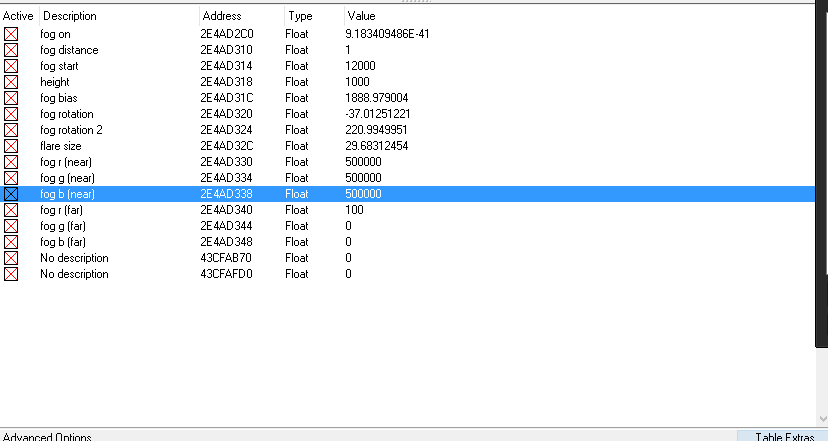 Active Description Address Type Value
fog on 2E4AD2C0 Float 9.183409486E-41
fog distance 2E4AD310 Float 1
fog start 2E4AD314 Float 12000
height 2E4AD318 Float 1000
fog bias 2E4AD31C Float 1888.979004
fog rotation 2E4AD320 Float -37.01251221
fog rotation 2 2E4AD324 Float 220.9949951
flare size 2E4AD32C Float 29.68312454
fog r (near) 2E4AD330 Float 500000
fog g (near) 2E4AD334 Float 500000
fog b (near) 2E4AD338 Float 500000
fog r (far) 2E4AD340 Float 100
fog g (far) 2E4AD344 Float 0
fog b (far) 2E4AD348 Float 0
No description 43CFAB70 Float 0
No description 43CFAFD0 Float 0
Advanced Options Table Extras